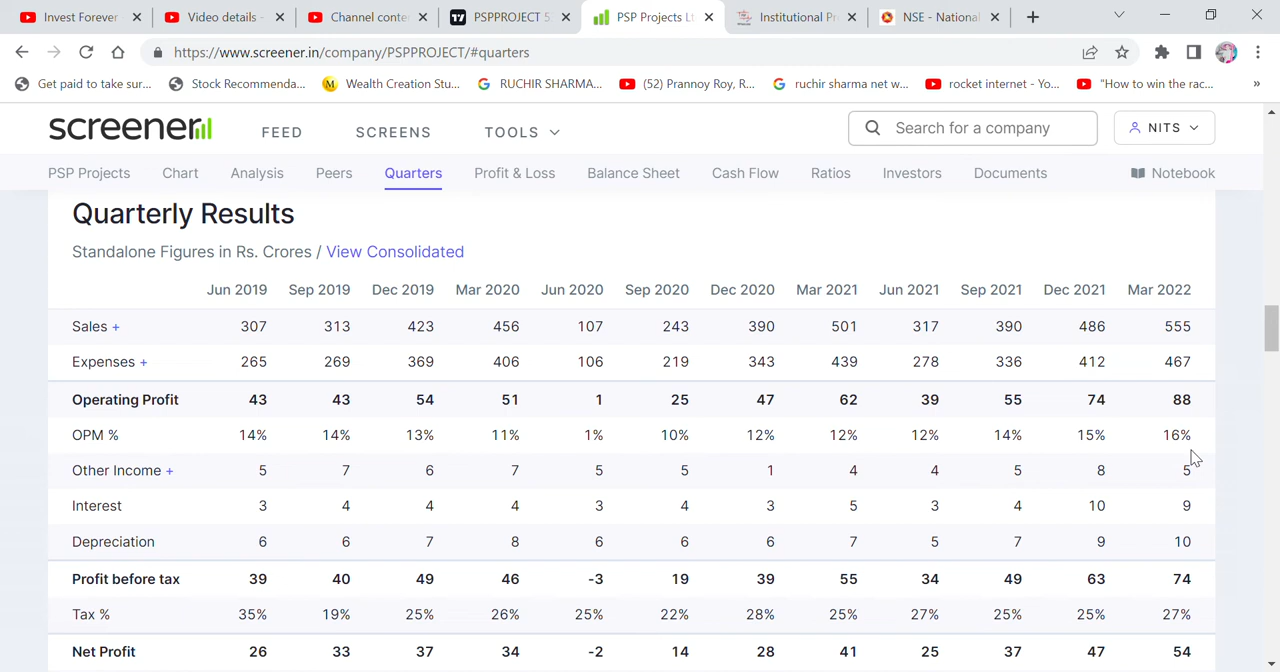 Invest Forever
Video details -
Channel conte
PSPPROJECT 5
PSP Projects Lt
Institutional Pr
NSE - National
https://www.screener.in/company/PSPPROJECT/#quarters
Get paid to take sur...
Stock Recommenda...
M Wealth Creation Stu...
RUCHIR SHARMA...
(52) Prannoy Roy, R...
ruchir sharma net w...
rocket internet - Yo...
"How to win the rac...
»
screener
FEED SCREENS TOOLS
Search for a company
NITS
PSP Projects Chart Analysis Peers Quarters Profit & Loss Balance Sheet Cash Flow Ratios Investors Documents Notebook
Quarterly Results
Standalone Figures in Rs. Crores / View Consolidated
Jun 2019 Sep 2019 Dec 2019 Mar 2020 Jun 2020 Sep 2020 Dec 2020 Mar 2021 Jun 2021 Sep 2021 Dec 2021 Mar 2022
Sales + 307 313 423 456 107 243 390 501 317 390 486 555
Expenses + 265 269 369 406 106 219 343 439 278 336 412 467
Operating Profit 43 43 54 51 1 25 47 62 39 55 74 88
OPM % 14% 14% 13% 11% 1% 10% 12% 12% 12% 14% 15% 16%
Other Income + 5 7 6 7 5 5 1 4 4 5 8 5
Interest 3 4 4 4 3 4 3 5 3 4 10 9
Depreciation 6 6 7 8 6 6 6 7 5 7 9 10
Profit before tax 39 40 49 46 -3 19 39 55 34 49 63 74
Tax % 35% 19% 25% 26% 25% 22% 28% 25% 27% 25% 25% 27%
Net Profit 26 33 37 34 -2 14 28 41 25 37 47 54